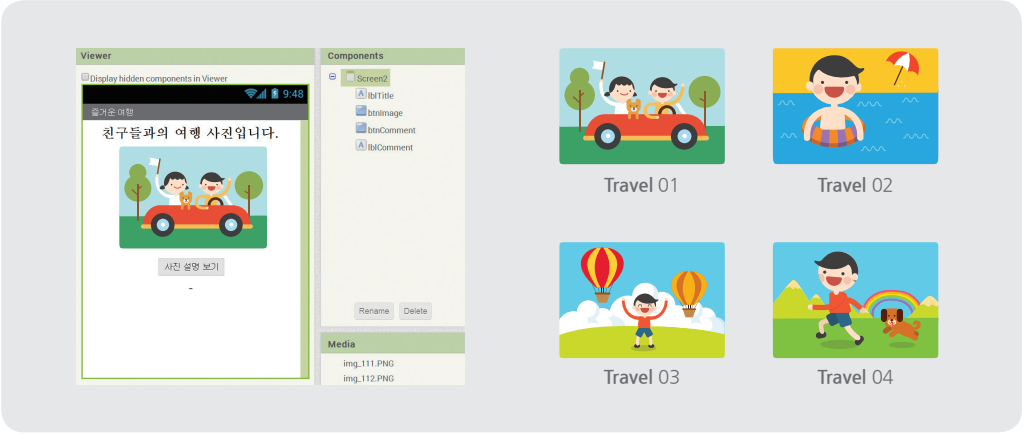 Viewer
Display hidden components in Viewer
9:48
즐거운 여행
친구들과의 여행 사진입니다.
사진 설명 보기
-
Components
Screen2
lblTitle
btnImage
btnComment
lblComment
Rename
Delete
Media
img_111.PNG
img_112.PNG
Travel 01
Travel 02
Travel 03
Travel 04